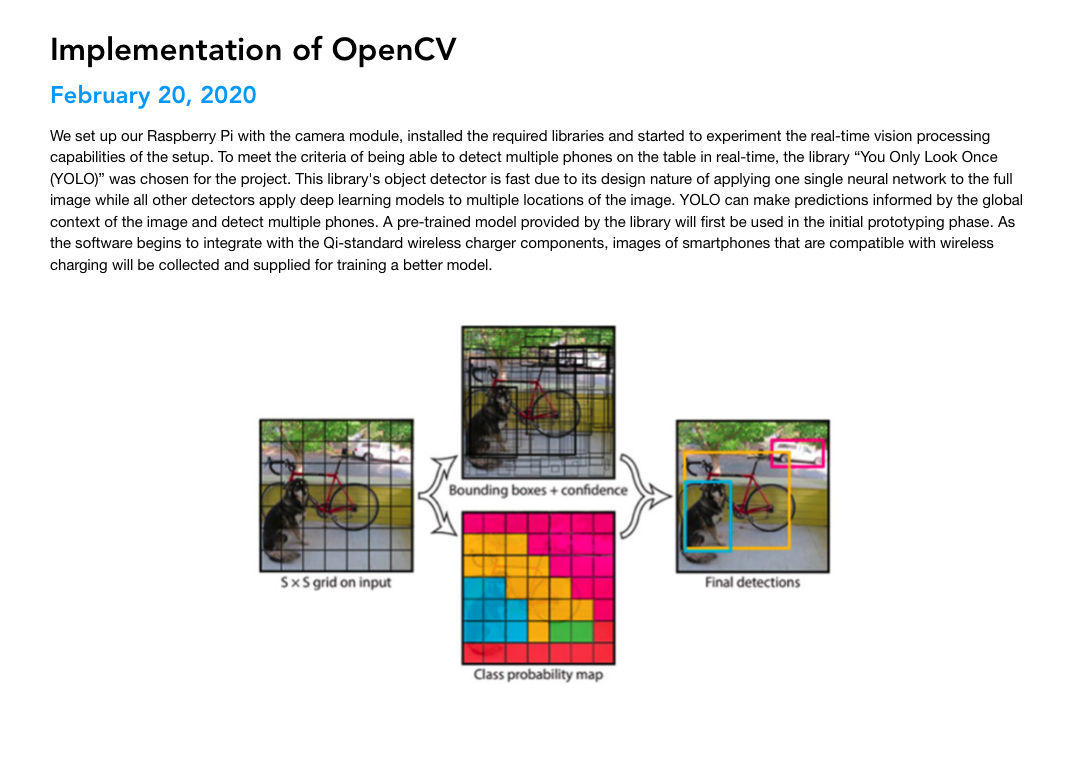 Implementation of OpenCV
February 20, 2020
We set up our Raspberry Pi with the camera module, installed the required libraries and started to experiment the real-time vision processing
capabilities of the setup. To meet the criteria of being able to detect multiple phones on the table in real-time, the library “You Only Look Once
(YOLO)” was chosen for the project. This library's object detector is fast due to its design nature of applying one single neural network to the full
image while all other detectors apply deep learning models to multiple locations of the image. YOLO can make predictions informed by the global
context of the image and detect multiple phones. A pre-trained model provided by the library will first be used in the initial prototyping phase. As
the software begins to integrate with the Qi-standard wireless charger components, images of smartphones that are compatible with wireless
charging will be collected and supplied for training a better model.
Bounding boxes + confidence
S × S grid on input
Final detections
Class probability map